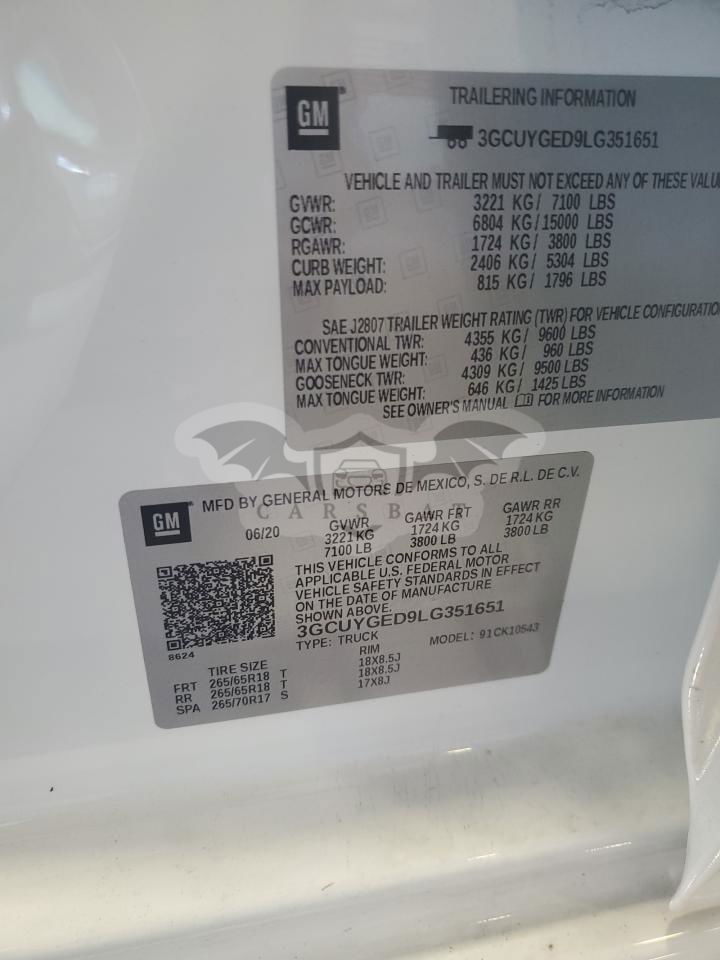 GM
TRAILERING INFORMATION
3GCUYGED9LG351651
VEHICLE AND TRAILER MUST NOT EXCEED ANY OF THESE VALU
GVWR: 3221 KG/ 7100 LBS
GCWR: 6804 KG/15000 LBS
RGAWR: 1724 KG/ 3800 LBS
CURB WEIGHT: 2406 KG/ 5304 LBS
MAX PAYLOAD: 815 KG/ 1796 LBS
SAE J2807 TRAILER WEIGHT RATING (TWR) FOR VEHICLE CONFIGURATIO
CONVENTIONAL TWR: 4355 KG/ 9600 LBS
MAX TONGUE WEIGHT: 436 KG/ 960 LBS
GOOSENECK TWR: 4309 KG/ 9500 LBS
MAX TONGUE WEIGHT: 646 KG/ 1425 LBS
SEE OWNER'S MANUAL FOR MORE INFORMATION
CARSBAT
GM
MFD BY GENERAL MOTORS DE MEXICO, S. DE R.L. DE C.V.
06/20 GVWR GAWR FRT GAWR RR
3221 KG 1724 KG 1724 KG
7100 LB 3800 LB 3800 LB
THIS VEHICLE CONFORMS TO ALL
APPLICABLE U.S. FEDERAL MOTOR
VEHICLE SAFETY STANDARDS IN EFFECT
ON THE DATE OF MANUFACTURE
SHOWN ABOVE.
3GCUYGED9LG351651
TYPE: TRUCK MODEL: 91CK10543
8624
TIRE SIZE RIM
FRT 265/65R18 T 18X8.5J
RR 265/65R18 T 18X8.5J
SPA 265/70R17 S 17X8J